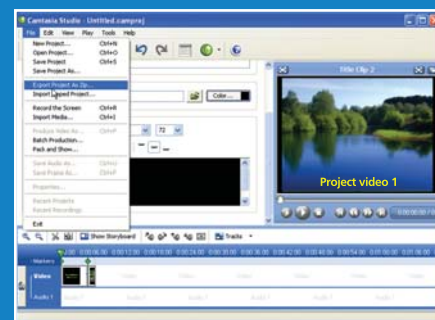 Camtasia Studio - Untitled.camproj
File Edit View Play Tools Help
New Project... Ctrl+N
Open Project... Ctrl+O
Save Project Ctrl+S
Save Project As...
Export Project As Zip...
Import Zipped Project...
Record the Screen Ctrl+R
Import Media... Ctrl+I
Produce Video As... Ctrl+P
Batch Production...
Pack and Show...
Save Audio As...
Save Frame As...
Properties...
Recent Projects
Recent Recordings
Exit
Color...
72
Title Clip 2
Project video 1
Show Storyboard Tracks
Markers
Video
Audio 1